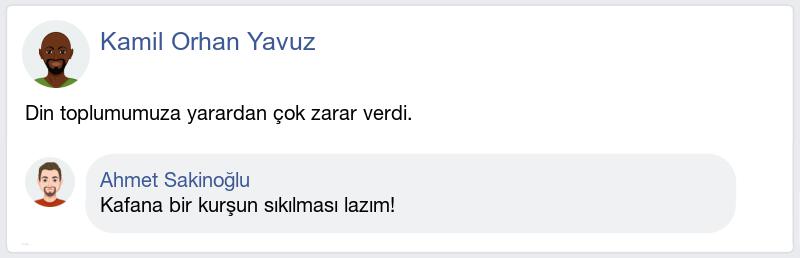 Kamil Orhan Yavuz
Din toplumumuza yarardan çok zarar verdi.
Ahmet Sakinoğlu
Kafana bir kurşun sıkılması lazım!